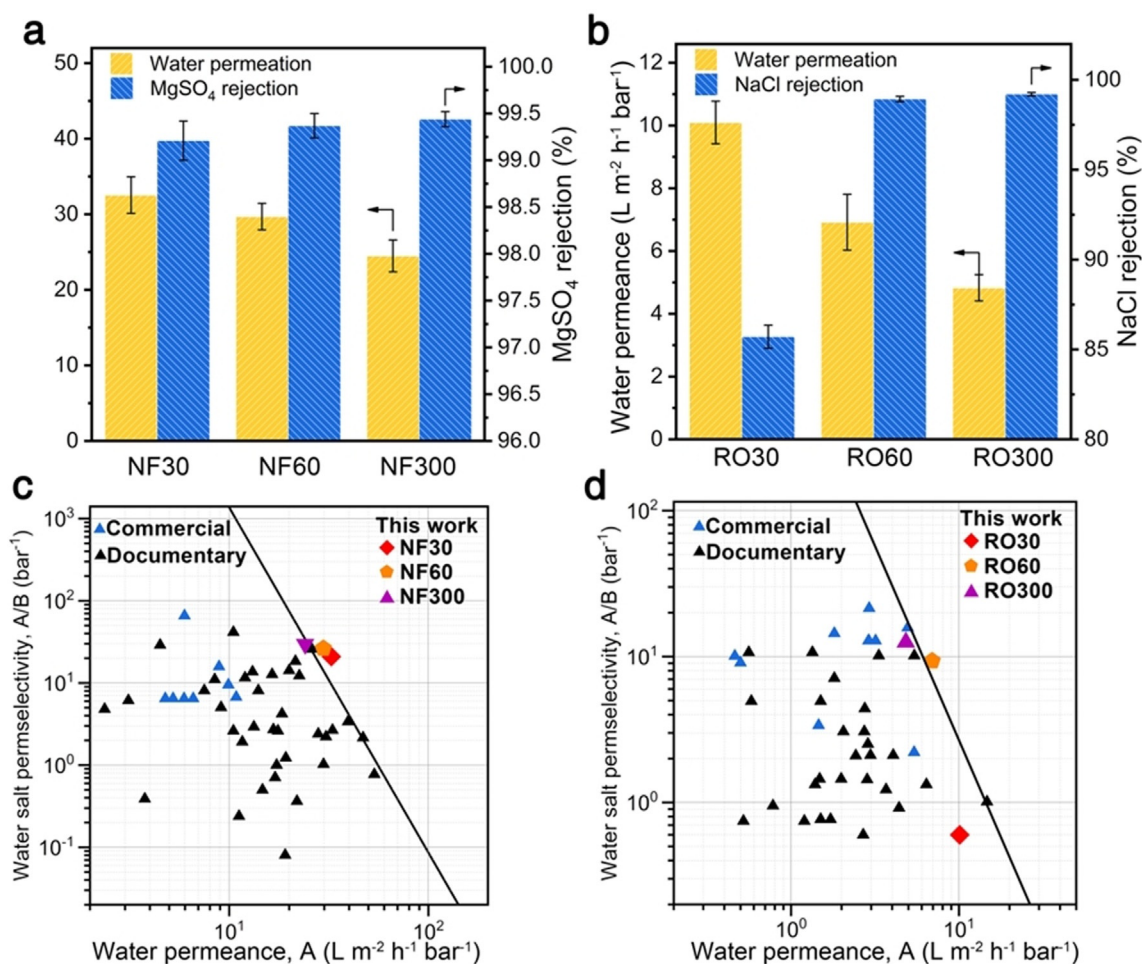 a
Water permeation
MgSO₄ rejection
50
40
30
20
10
0
100.0
99.5
99.0
98.5
98.0
97.5
97.0
96.5
96.0
MgSO₄ rejection (%)
NF30 NF60 NF300
b
Water permeation
NaCl rejection
Water permeance (L m⁻² h⁻¹ bar⁻¹)
12
10
8
6
4
2
0
100
95
90
85
80
NaCl rejection (%)
RO30 RO60 RO300
c
Commercial
Documentary
This work
NF30
NF60
NF300
Water salt permselectivity, A/B (bar⁻¹)
10³
10²
10¹
10⁰
10⁻¹
10¹ 10²
Water permeance, A (L m⁻² h⁻¹ bar⁻¹)
d
Commercial
Documentary
This work
RO30
RO60
RO300
Water salt permselectivity, A/B (bar⁻¹)
10²
10¹
10⁰
10⁰ 10¹
Water permeance, A (L m⁻² h⁻¹ bar⁻¹)